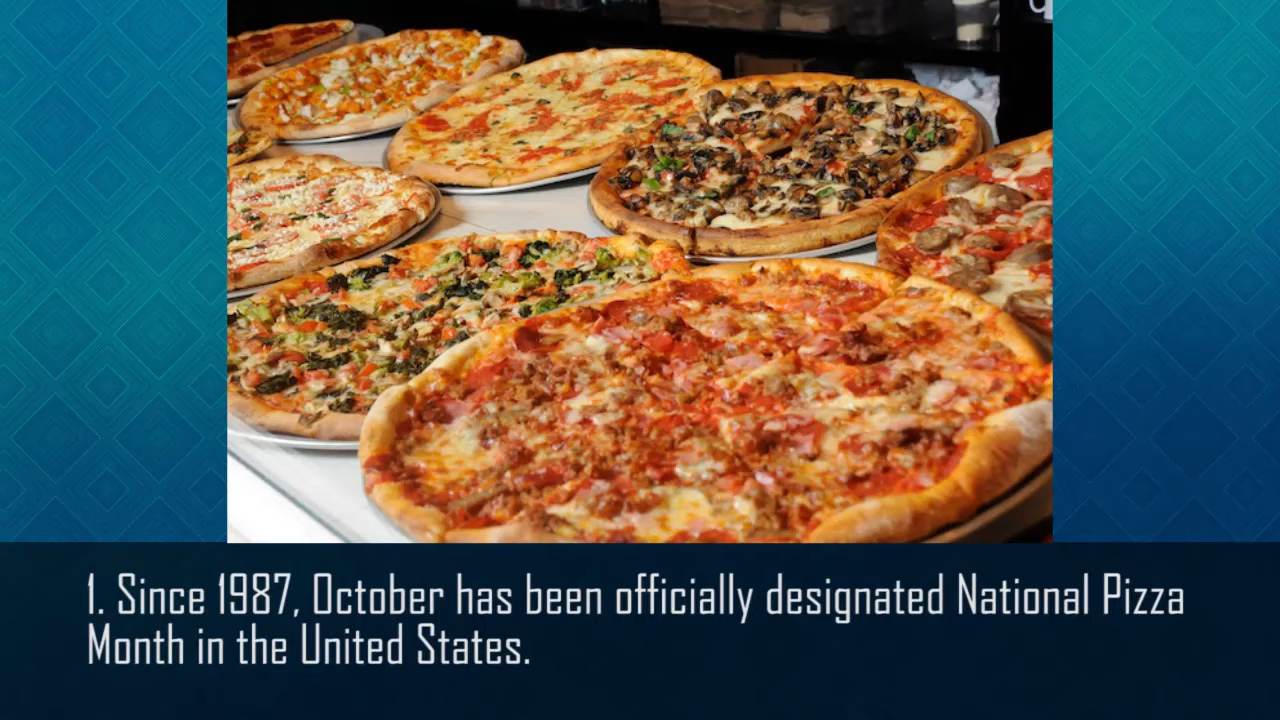 1. Since 1987, October has been officially designated National Pizza
Month in the United States.